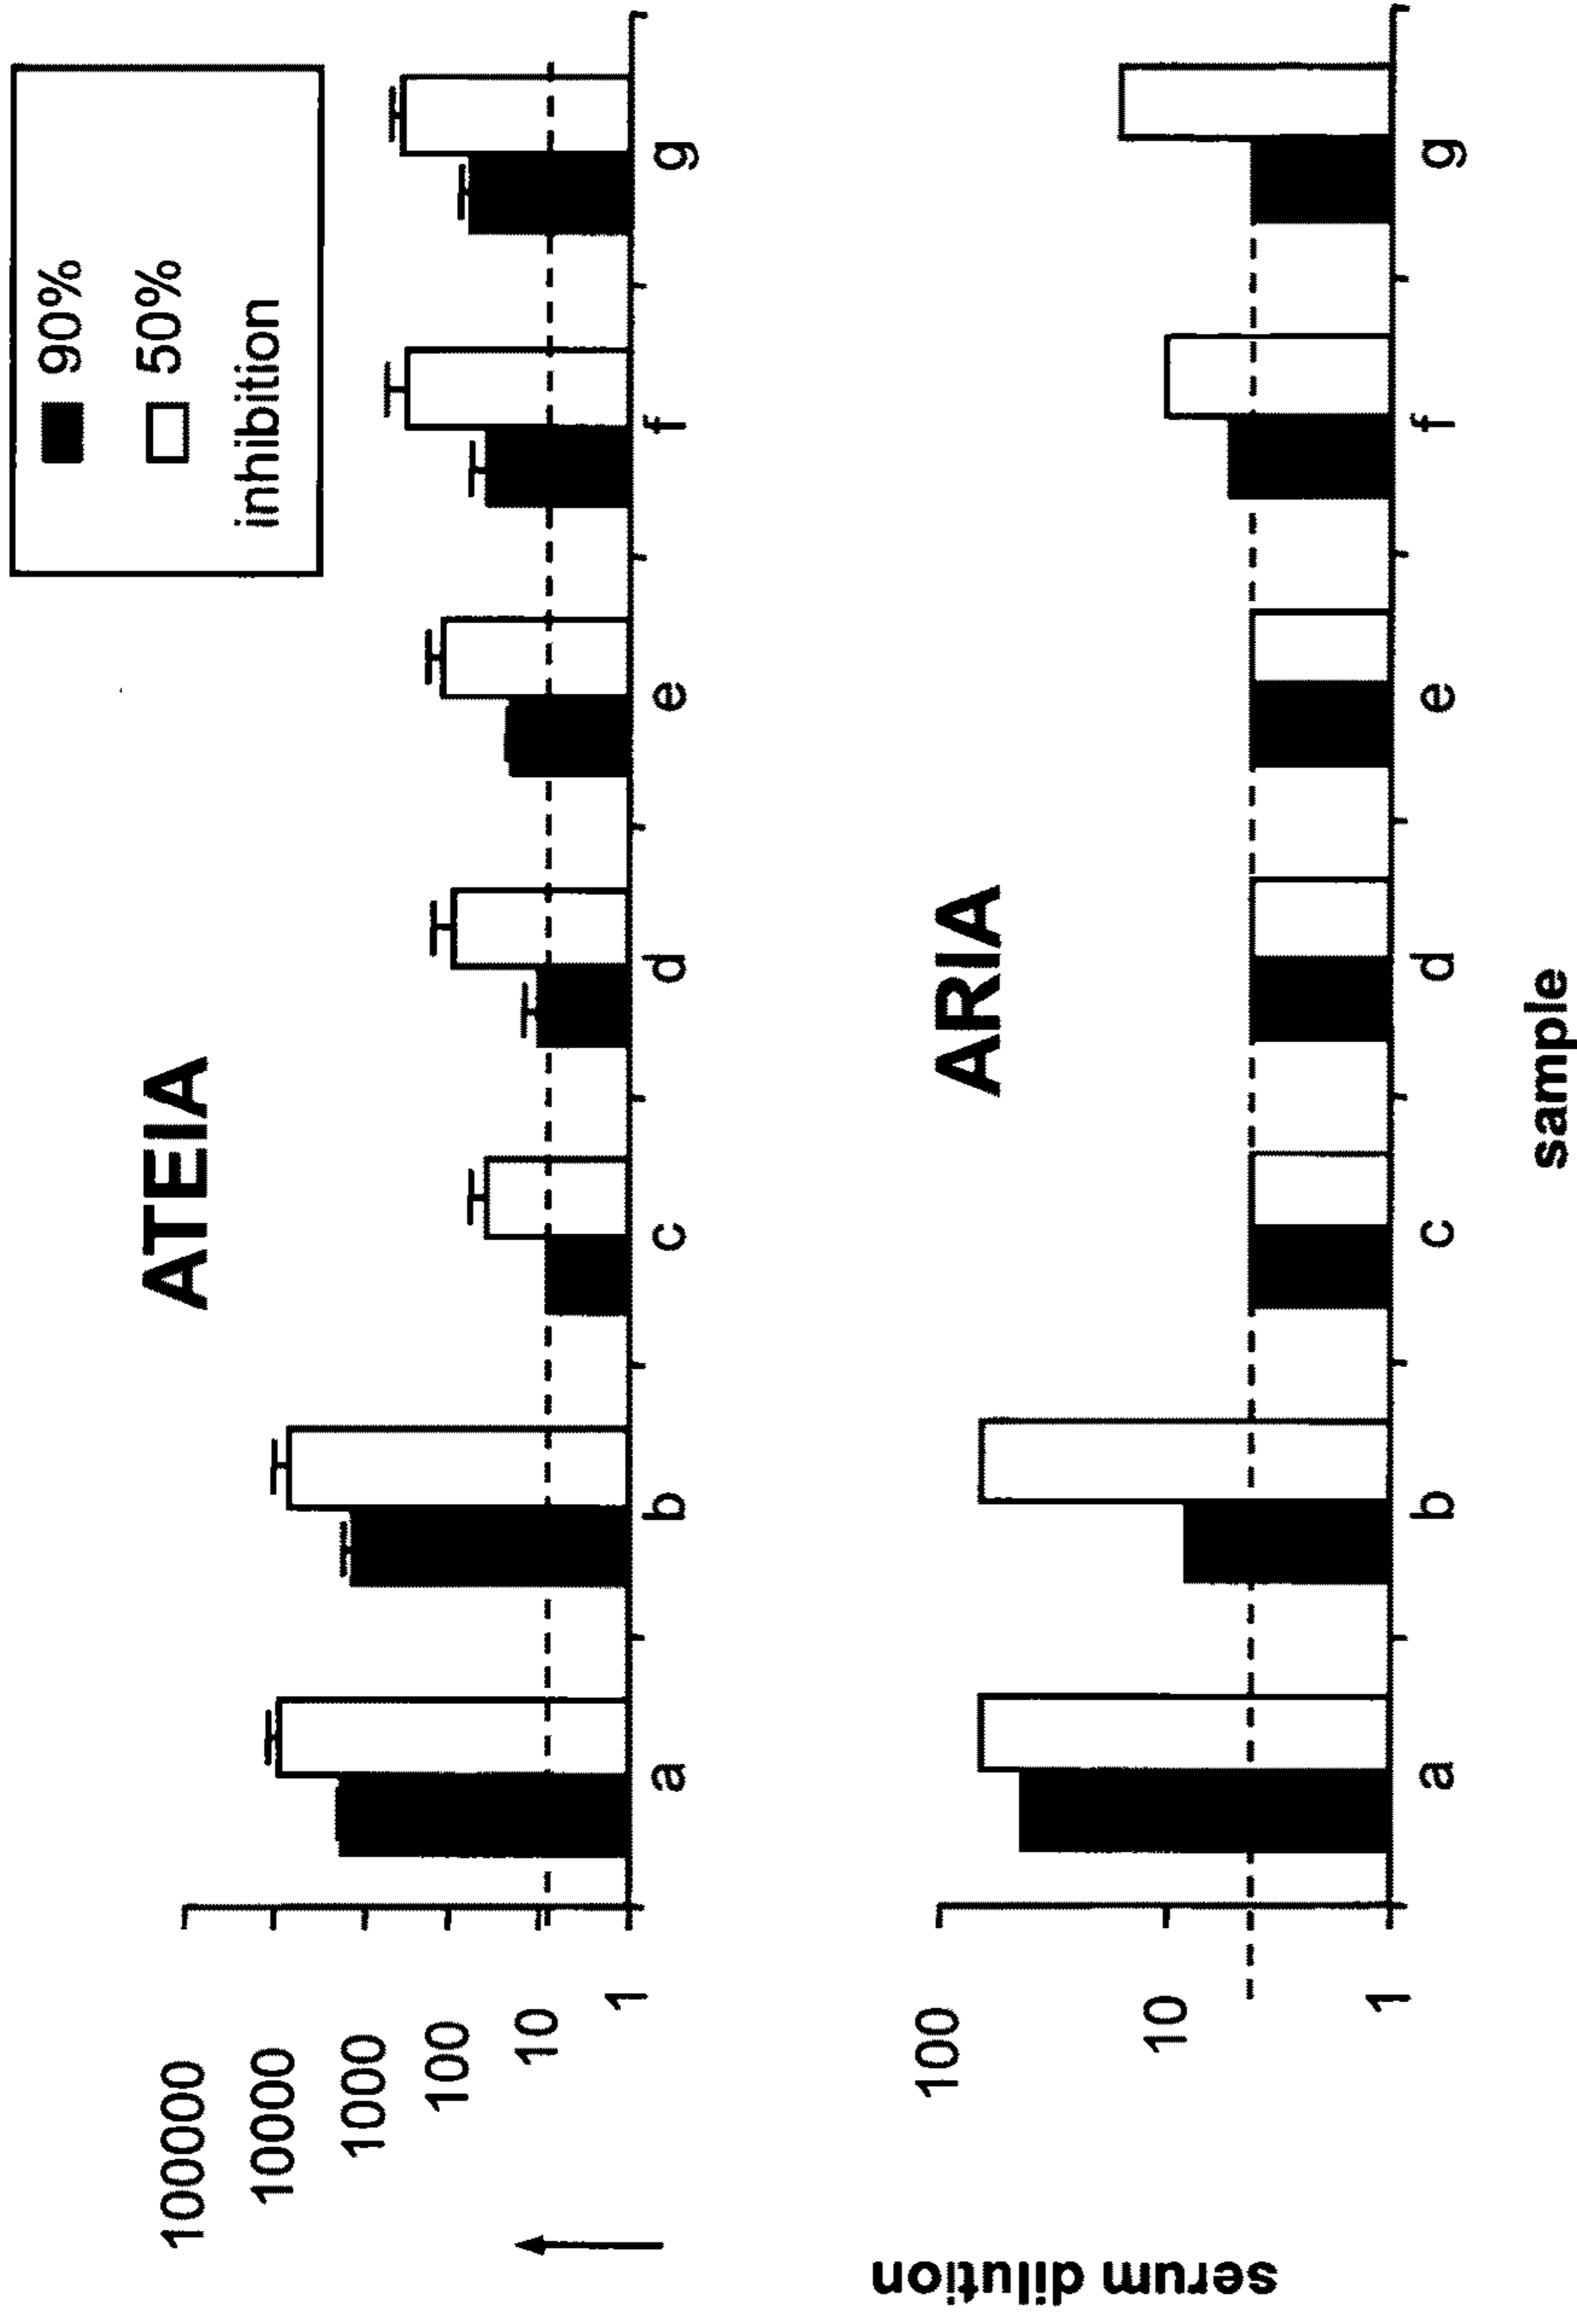 90%
50%
inhibition
ATEIA
100000
10000
1000
100
10
1
a b c d e f g
ARIA
100
10
1
a b c d e f g
serum dilution
sample